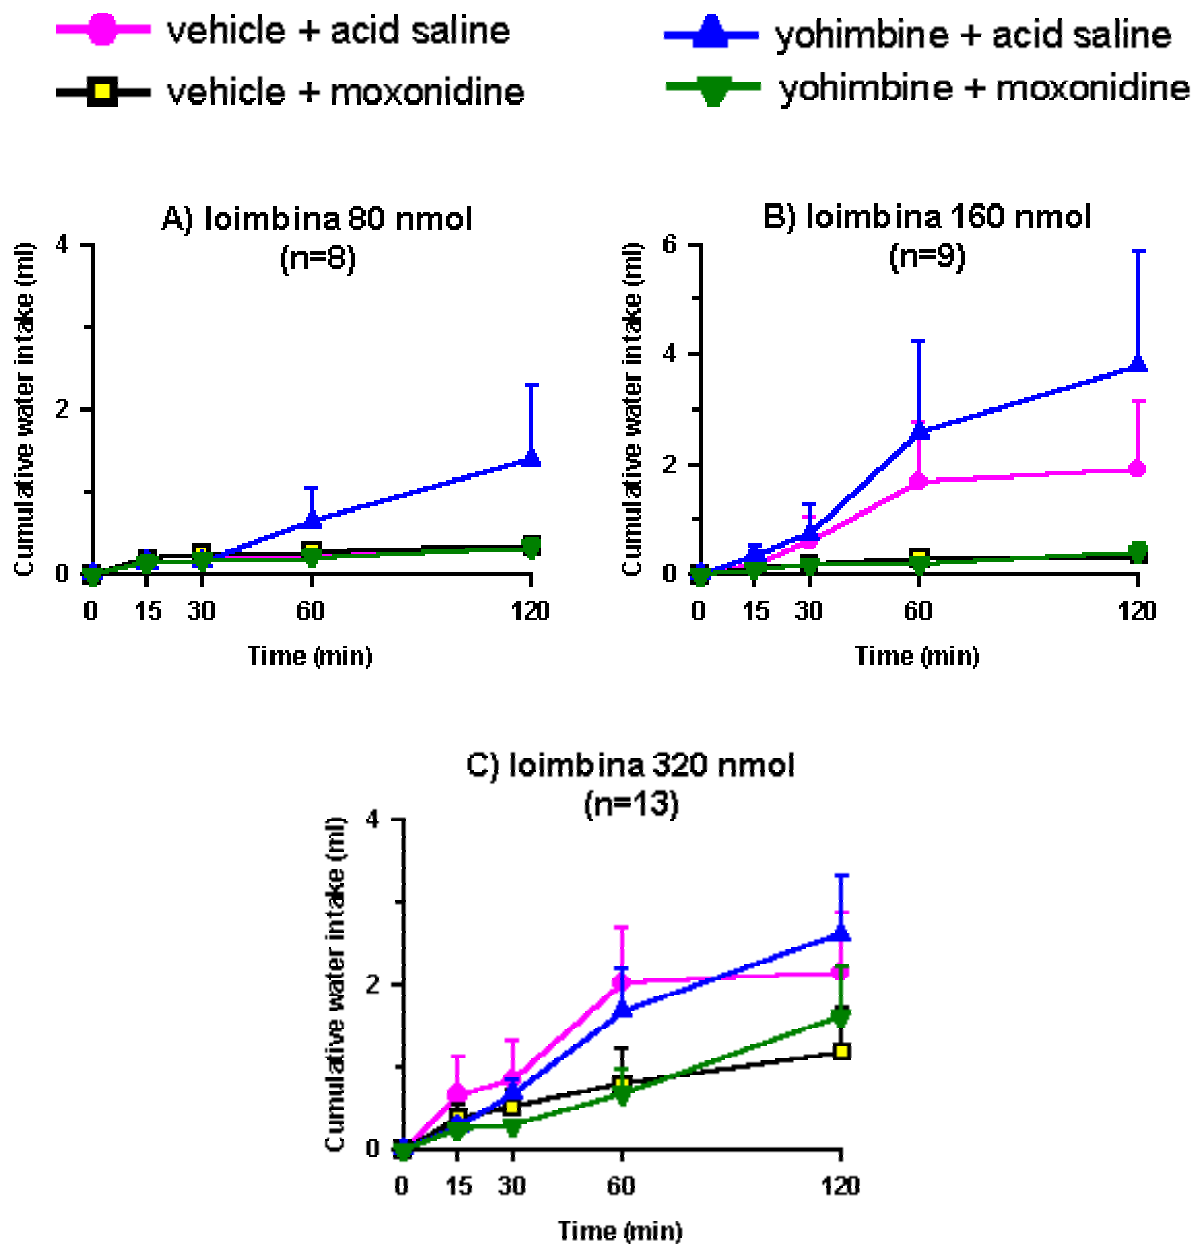 vehicle + acid saline
yohimbine + acid saline
vehicle + moxonidine
yohimbine + moxonidine
A) Ioimbina 80 nmol
(n=8)
Cumulative water intake (ml)
4
2
0
0 15 30 60 120
Time (min)
B) Ioimbina 160 nmol
(n=9)
Cumulative water intake (ml)
6
4
2
0
0 15 30 60 120
Time (min)
C) Ioimbina 320 nmol
(n=13)
Cumulative water intake (ml)
4
2
0
0 15 30 60 120
Time (min)